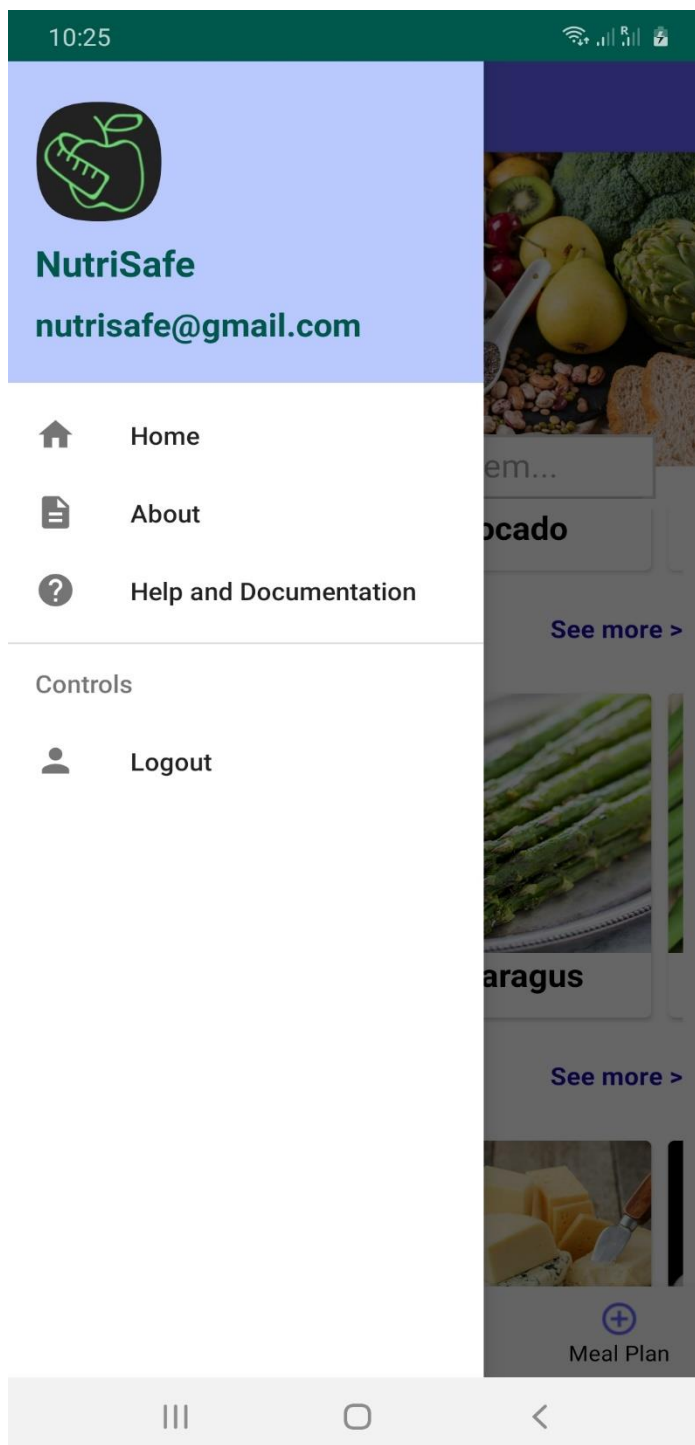 10:25
R
NutriSafe
nutrisafe@gmail.com
Home
em...
About
ocado
Help and Documentation
See more >
Controls
Logout
aragus
See more >
Meal Plan